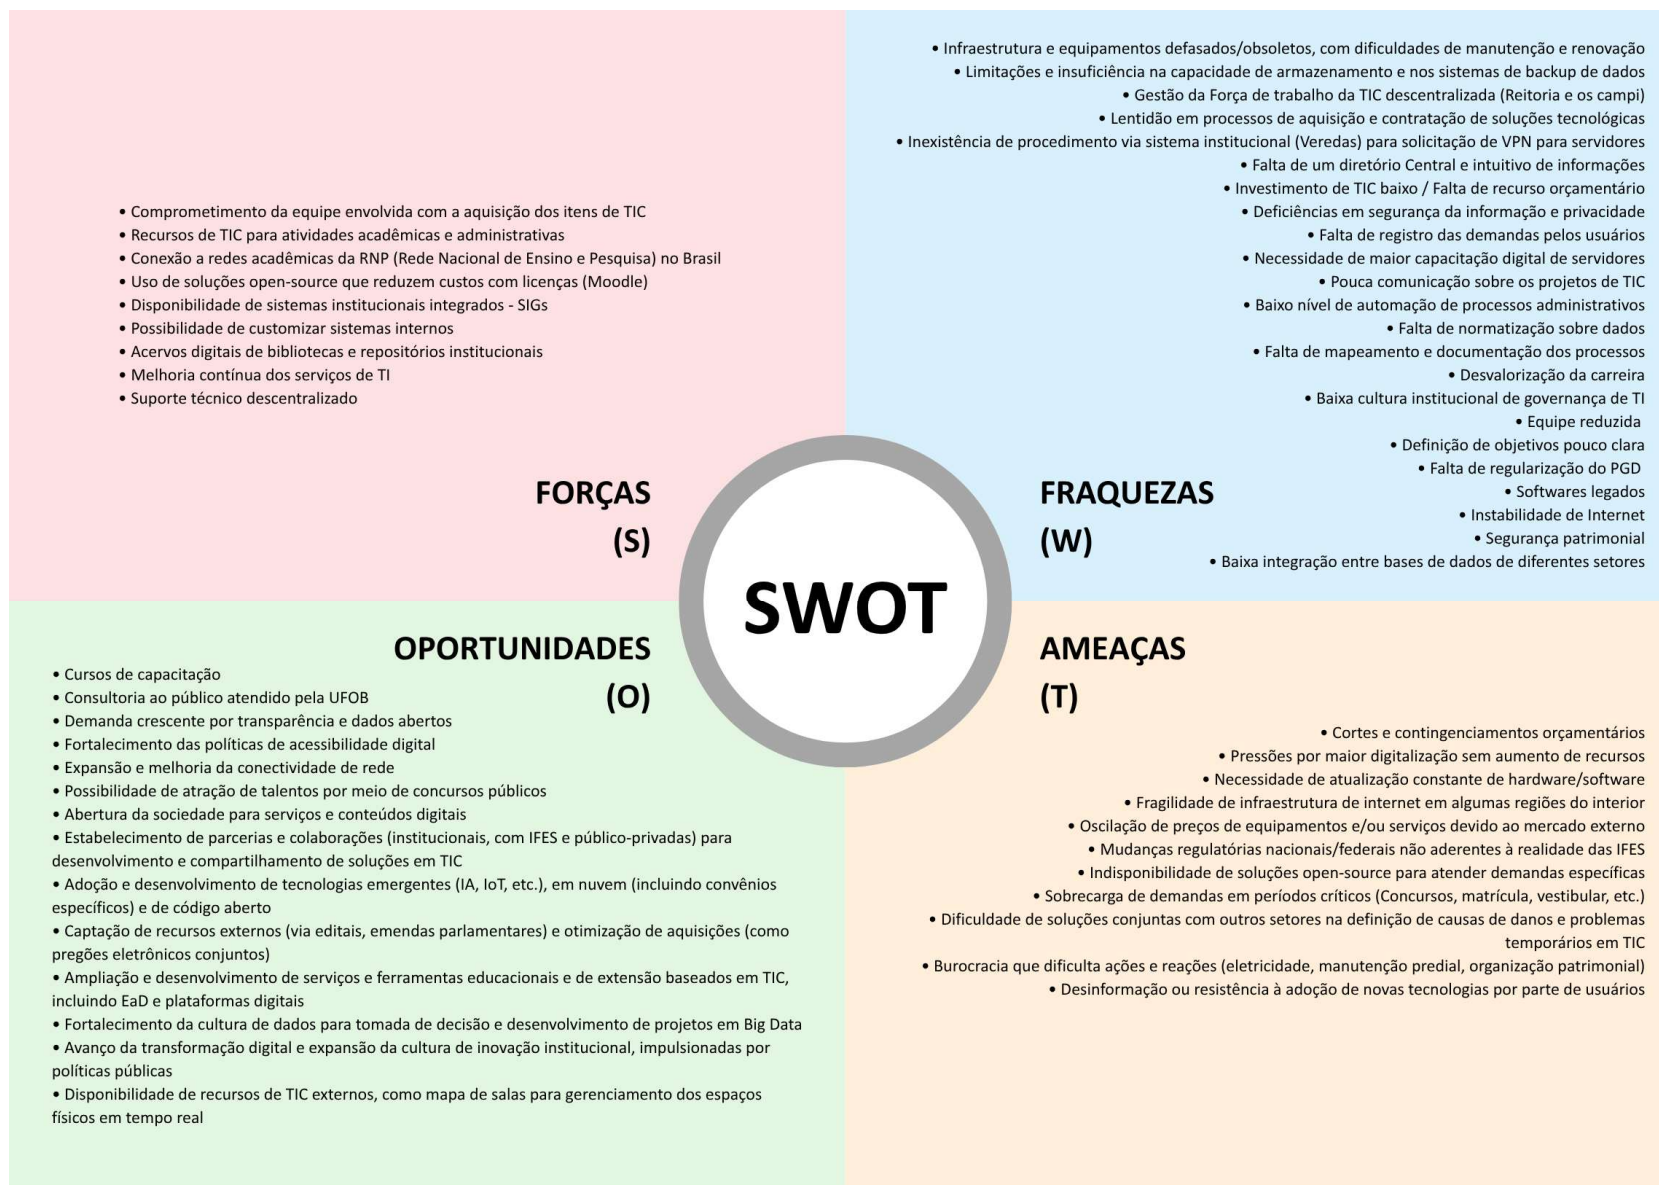 • Comprometimento da equipe envolvida com a aquisição dos itens de TIC
• Recursos de TIC para atividades acadêmicas e administrativas
• Conexão a redes acadêmicas da RNP (Rede Nacional de Ensino e Pesquisa) no Brasil
• Uso de soluções open-source que reduzem custos com licenças (Moodle)
• Disponibilidade de sistemas institucionais integrados - SIGs
• Possibilidade de customizar sistemas internos
• Acervos digitais de bibliotecas e repositórios institucionais
• Melhoria contínua dos serviços de TI
• Suporte técnico descentralizado
FORÇAS
(S)
• Infraestrutura e equipamentos defasados/obsoletos, com dificuldades de manutenção e renovação
• Limitações e insuficiência na capacidade de armazenamento e nos sistemas de backup de dados
• Gestão da Força de trabalho da TIC descentralizada (Reitoria e os campi)
• Lentidão em processos de aquisição e contratação de soluções tecnológicas
• Inexistência de procedimento via sistema institucional (Veredas) para solicitação de VPN para servidores
• Falta de um diretório Central e intuitivo de informações
• Investimento de TIC baixo / Falta de recurso orçamentário
• Deficiências em segurança da informação e privacidade
• Falta de registro das demandas pelos usuários
• Necessidade de maior capacitação digital de servidores
• Pouca comunicação sobre os projetos de TIC
• Baixo nível de automação de processos administrativos
• Falta de normatização sobre dados
• Falta de mapeamento e documentação dos processos
• Desvalorização da carreira
• Baixa cultura institucional de governança de TI
• Equipe reduzida
• Definição de objetivos pouco clara
• Falta de regularização do PGD
• Softwares legados
• Instabilidade de Internet
• Segurança patrimonial
• Baixa integração entre bases de dados de diferentes setores
FRAQUEZAS
(W)
SWOT
OPORTUNIDADES
(O)
• Cursos de capacitação
• Consultoria ao público atendido pela UFOB
• Demanda crescente por transparência e dados abertos
• Fortalecimento das políticas de acessibilidade digital
• Expansão e melhoria da conectividade de rede
• Possibilidade de atração de talentos por meio de concursos públicos
• Abertura da sociedade para serviços e conteúdos digitais
• Estabelecimento de parcerias e colaborações (institucionais, com IFES e público-privadas) para
desenvolvimento e compartilhamento de soluções em TIC
• Adoção e desenvolvimento de tecnologias emergentes (IA, IoT, etc.), em nuvem (incluindo convênios
específicos) e de código aberto
• Captação de recursos externos (via editais, emendas parlamentares) e otimização de aquisições (como
pregões eletrônicos conjuntos)
• Ampliação e desenvolvimento de serviços e ferramentas educacionais e de extensão baseados em TIC,
incluindo EaD e plataformas digitais
• Fortalecimento da cultura de dados para tomada de decisão e desenvolvimento de projetos em Big Data
• Avanço da transformação digital e expansão da cultura de inovação institucional, impulsionadas por
políticas públicas
• Disponibilidade de recursos de TIC externos, como mapa de salas para gerenciamento dos espaços
físicos em tempo real
AMEAÇAS
(T)
• Cortes e contingenciamentos orçamentários
• Pressões por maior digitalização sem aumento de recursos
• Necessidade de atualização constante de hardware/software
• Fragilidade de infraestrutura de internet em algumas regiões do interior
• Oscilação de preços de equipamentos e/ou serviços devido ao mercado externo
• Mudanças regulatórias nacionais/federais não aderentes à realidade das IFES
• Indisponibilidade de soluções open-source para atender demandas específicas
• Sobrecarga de demandas em períodos críticos (Concursos, matrícula, vestibular, etc.)
• Dificuldade de soluções conjuntas com outros setores na definição de causas de danos e problemas
temporários em TIC
• Burocracia que dificulta ações e reações (eletricidade, manutenção predial, organização patrimonial)
• Desinformação ou resistência à adoção de novas tecnologias por parte de usuários